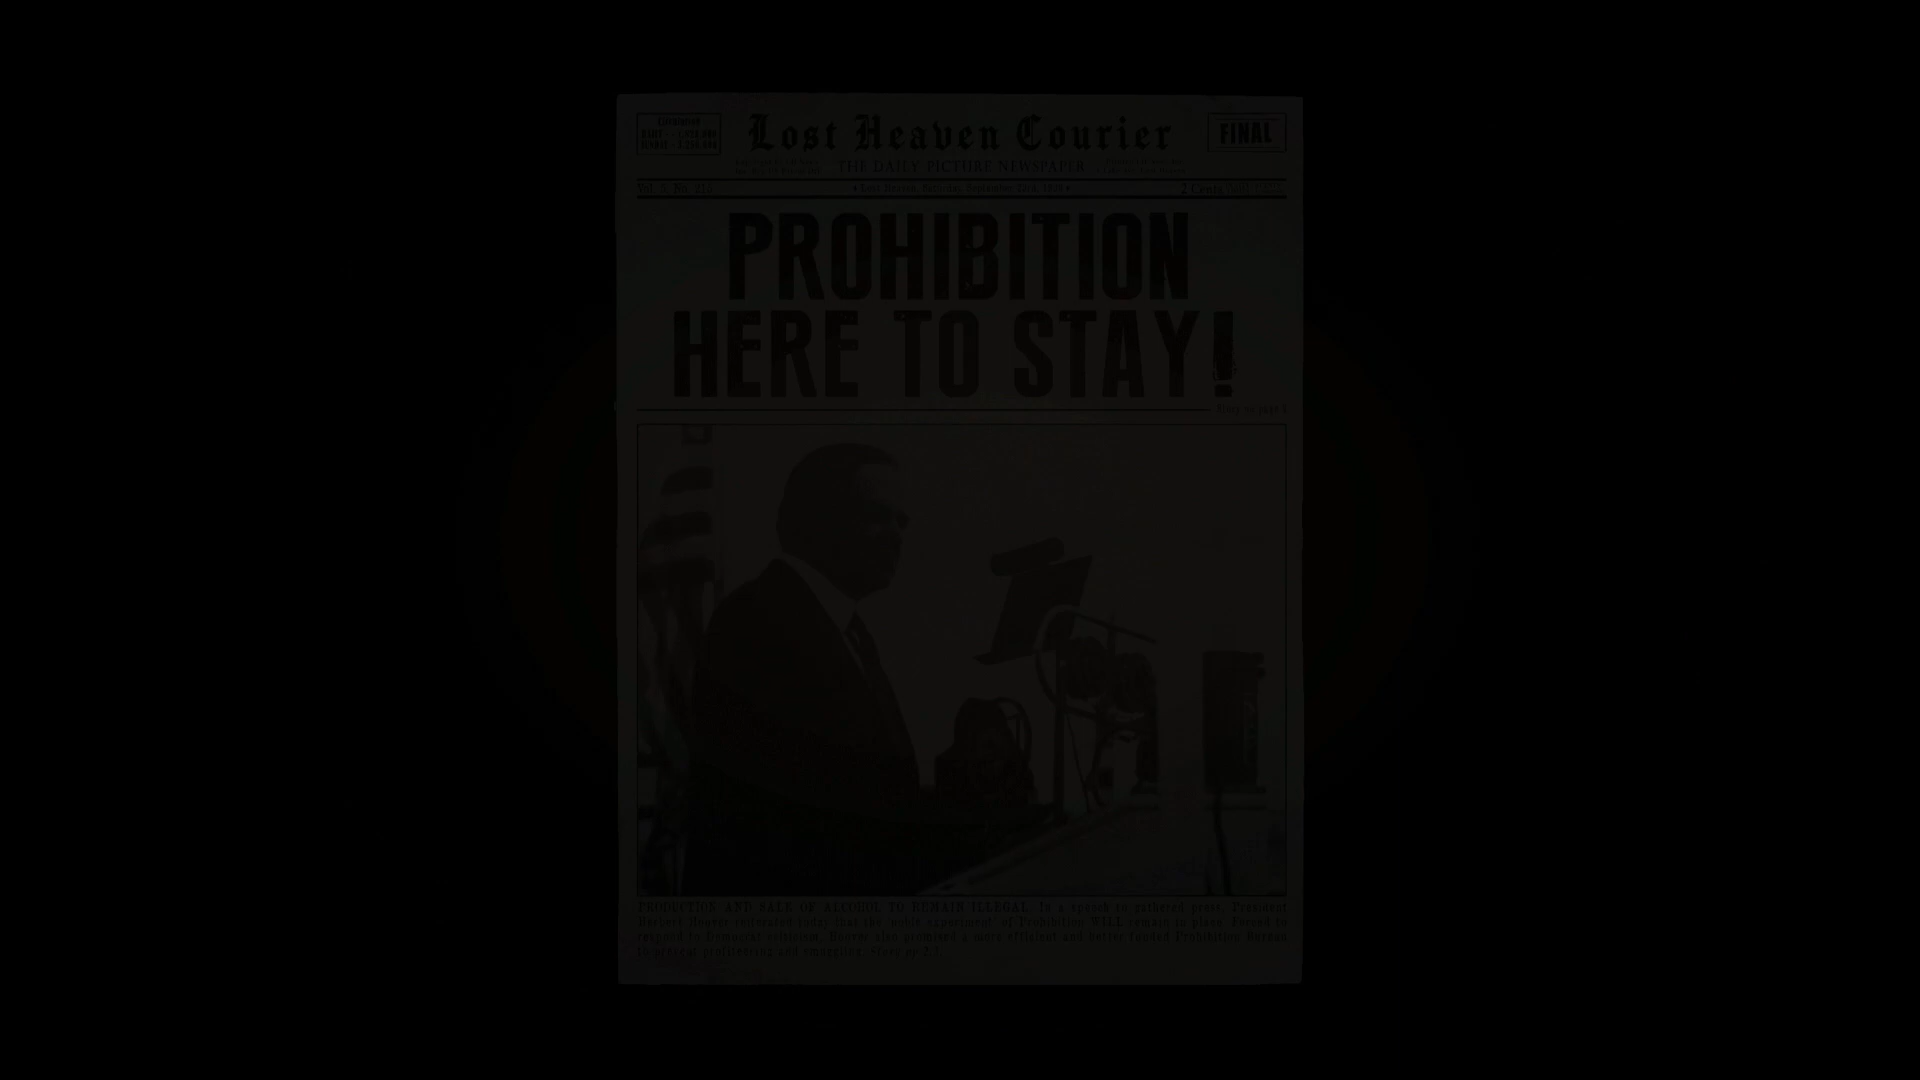 Lost Heaven Courier
FINAL
THE DAILY PICTURE NEWSPAPER
2 Cents
PROHIBITION
HERE TO STAY!
PRODUCTION AND SALE OF ALCOHOL TO REMAIN ILLEGAL. In a speech to gathered press, President
Herbert Hoover reiterated today that the noble experiment of Prohibition WILL remain in place. Forced to
respond to Democrat criticism, Hoover also promised a more efficient and better funded Prohibition Bureau
to prevent profiteering and smuggling.